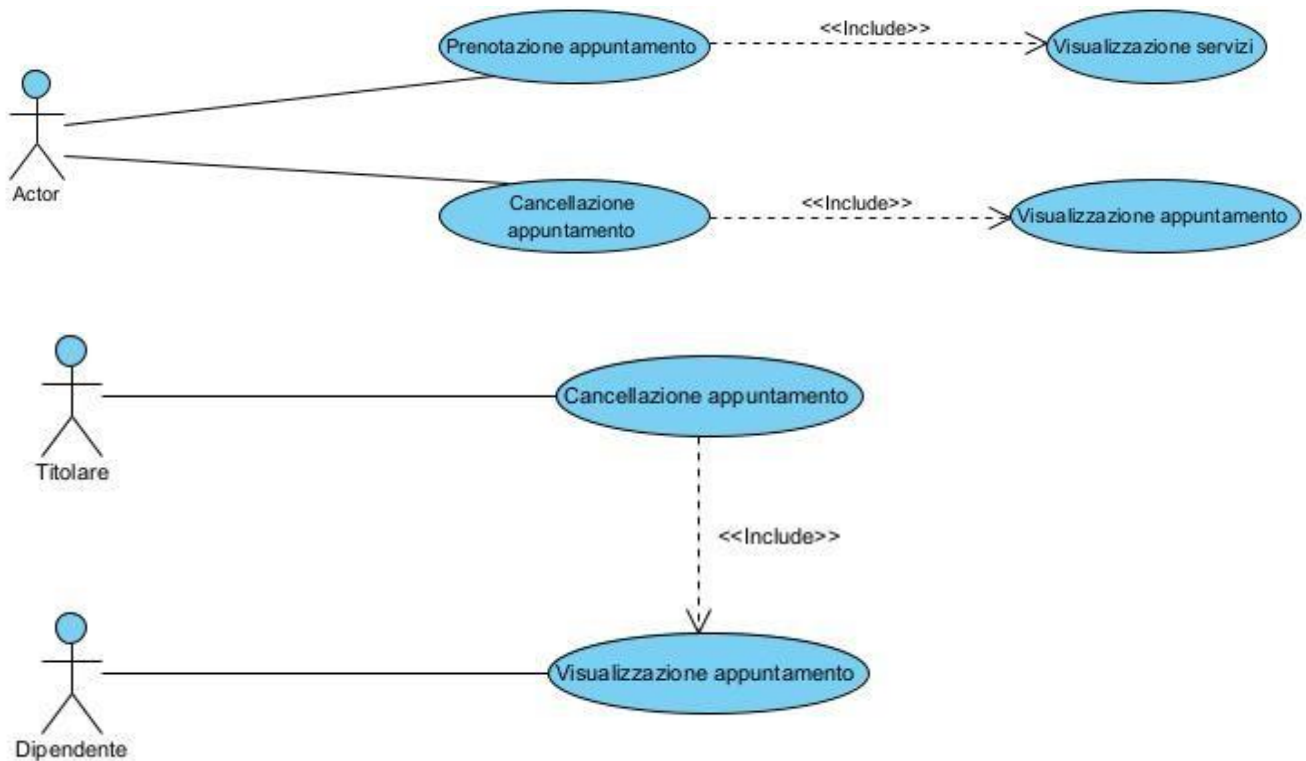 Prenotazione appuntamento
<<Include>>
Visualizzazione servizi
Actor
Cancellazione
appuntamento
<<Include>>
Visualizzazione appuntamento
Titolare
Cancellazione appuntamento
<<Include>>
Dipendente
Visualizzazione appuntamento